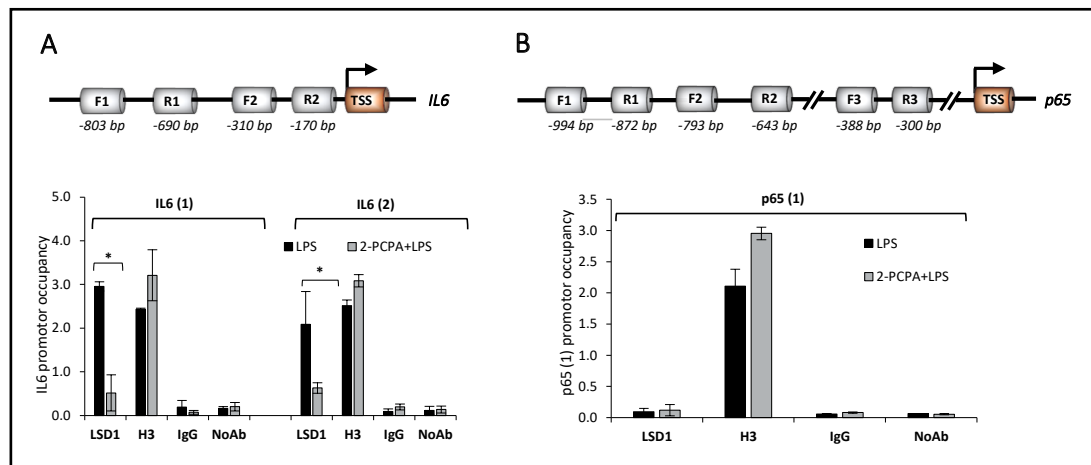 A
F1 R1 F2 R2 TSS IL6
-803 bp -690 bp -310 bp -170 bp
5.0
4.0
3.0
2.0
1.0
0.0
IL6 promotor occupancy
IL6 (1) IL6 (2)
LPS 2-PCPA+LPS
* *
LSD1 H3 IgG NoAb LSD1 H3 IgG NoAb
B
F1 R1 F2 R2 F3 R3 TSS p65
-994 bp -872 bp -793 bp -643 bp -388 bp -300 bp
3.5
3.0
2.5
2.0
1.5
1.0
0.5
0.0
p65 (1) promotor occupancy
p65 (1)
LPS
2-PCPA+LPS
LSD1 H3 IgG NoAb